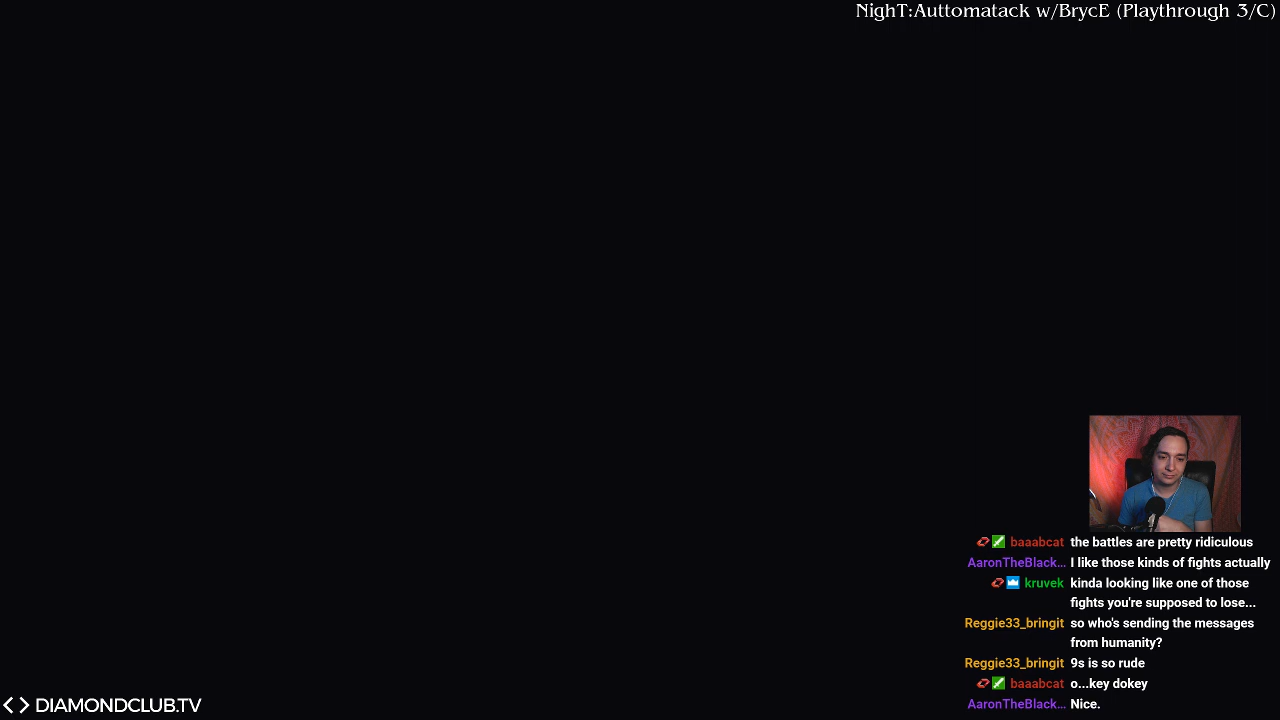 NighT:Auttomatack w/BrycE (Playthrough 3/C)
baaabcat the battles are pretty ridiculous
AaronTheBlack... I like those kinds of fights actually
kruvek kinda looking like one of those
fights you're supposed to lose...
Reggie33_bringit so who's sending the messages
from humanity?
Reggie33_bringit 9s is so rude
baaabcat o...key dokey
AaronTheBlack... Nice.
<> DIAMONDCLUB.TV